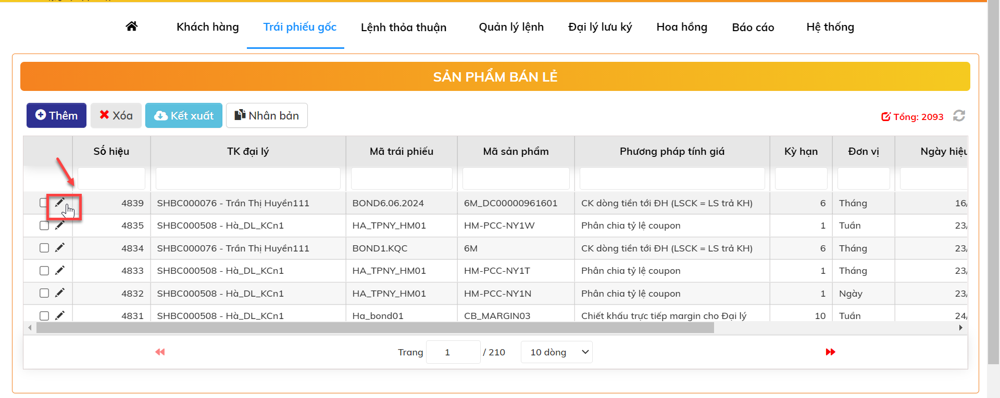 Khách hàng Trái phiếu gốc Lệnh thỏa thuận Quản lý lệnh Đại lý lưu ký Hoa hồng Báo cáo Hệ thống
SẢN PHẨM BÁN LẺ
Thêm Xóa Kết xuất Nhân bản Tổng: 2093
Số hiệu TK đại lý Mã trái phiếu Mã sản phẩm Phương pháp tính giá Kỳ hạn Đơn vị Ngày hiệu
4839 SHBC000076 - Trần Thị Huyền111 BOND6.06.2024 6M_DC00000961601 CK dòng tiền tới ĐH (LSCK = LS trả KH) 6 Tháng 16/
4835 SHBC000508 - Hà_DL_KCn1 HA_TPNY_HM01 HM-PCC-NY1W Phân chia tỷ lệ coupon 1 Tuần 23/
4834 SHBC000076 - Trần Thị Huyền111 BOND1.KQC 6M CK dòng tiền tới ĐH (LSCK = LS trả KH) 6 Tháng 23/
4833 SHBC000508 - Hà_DL_KCn1 HA_TPNY_HM01 HM-PCC-NY1T Phân chia tỷ lệ coupon 1 Tháng 23/
4832 SHBC000508 - Hà_DL_KCn1 HA_TPNY_HM01 HM-PCC-NY1N Phân chia tỷ lệ coupon 1 Ngày 23/
4831 SHBC000508 - Hà_DL_KCn1 Ha_bond01 CB_MARGIN03 Chiết khấu trực tiếp margin cho Đại lý 10 Tuần 24/
Trang 1 / 210 10 dòng